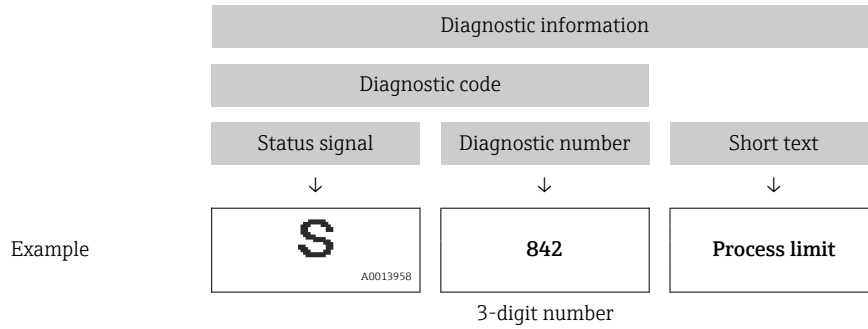 Diagnostic information
Diagnostic code
Status signal Diagnostic number Short text
↓ ↓ ↓
Example S 842 Process limit
A0013958
3-digit number